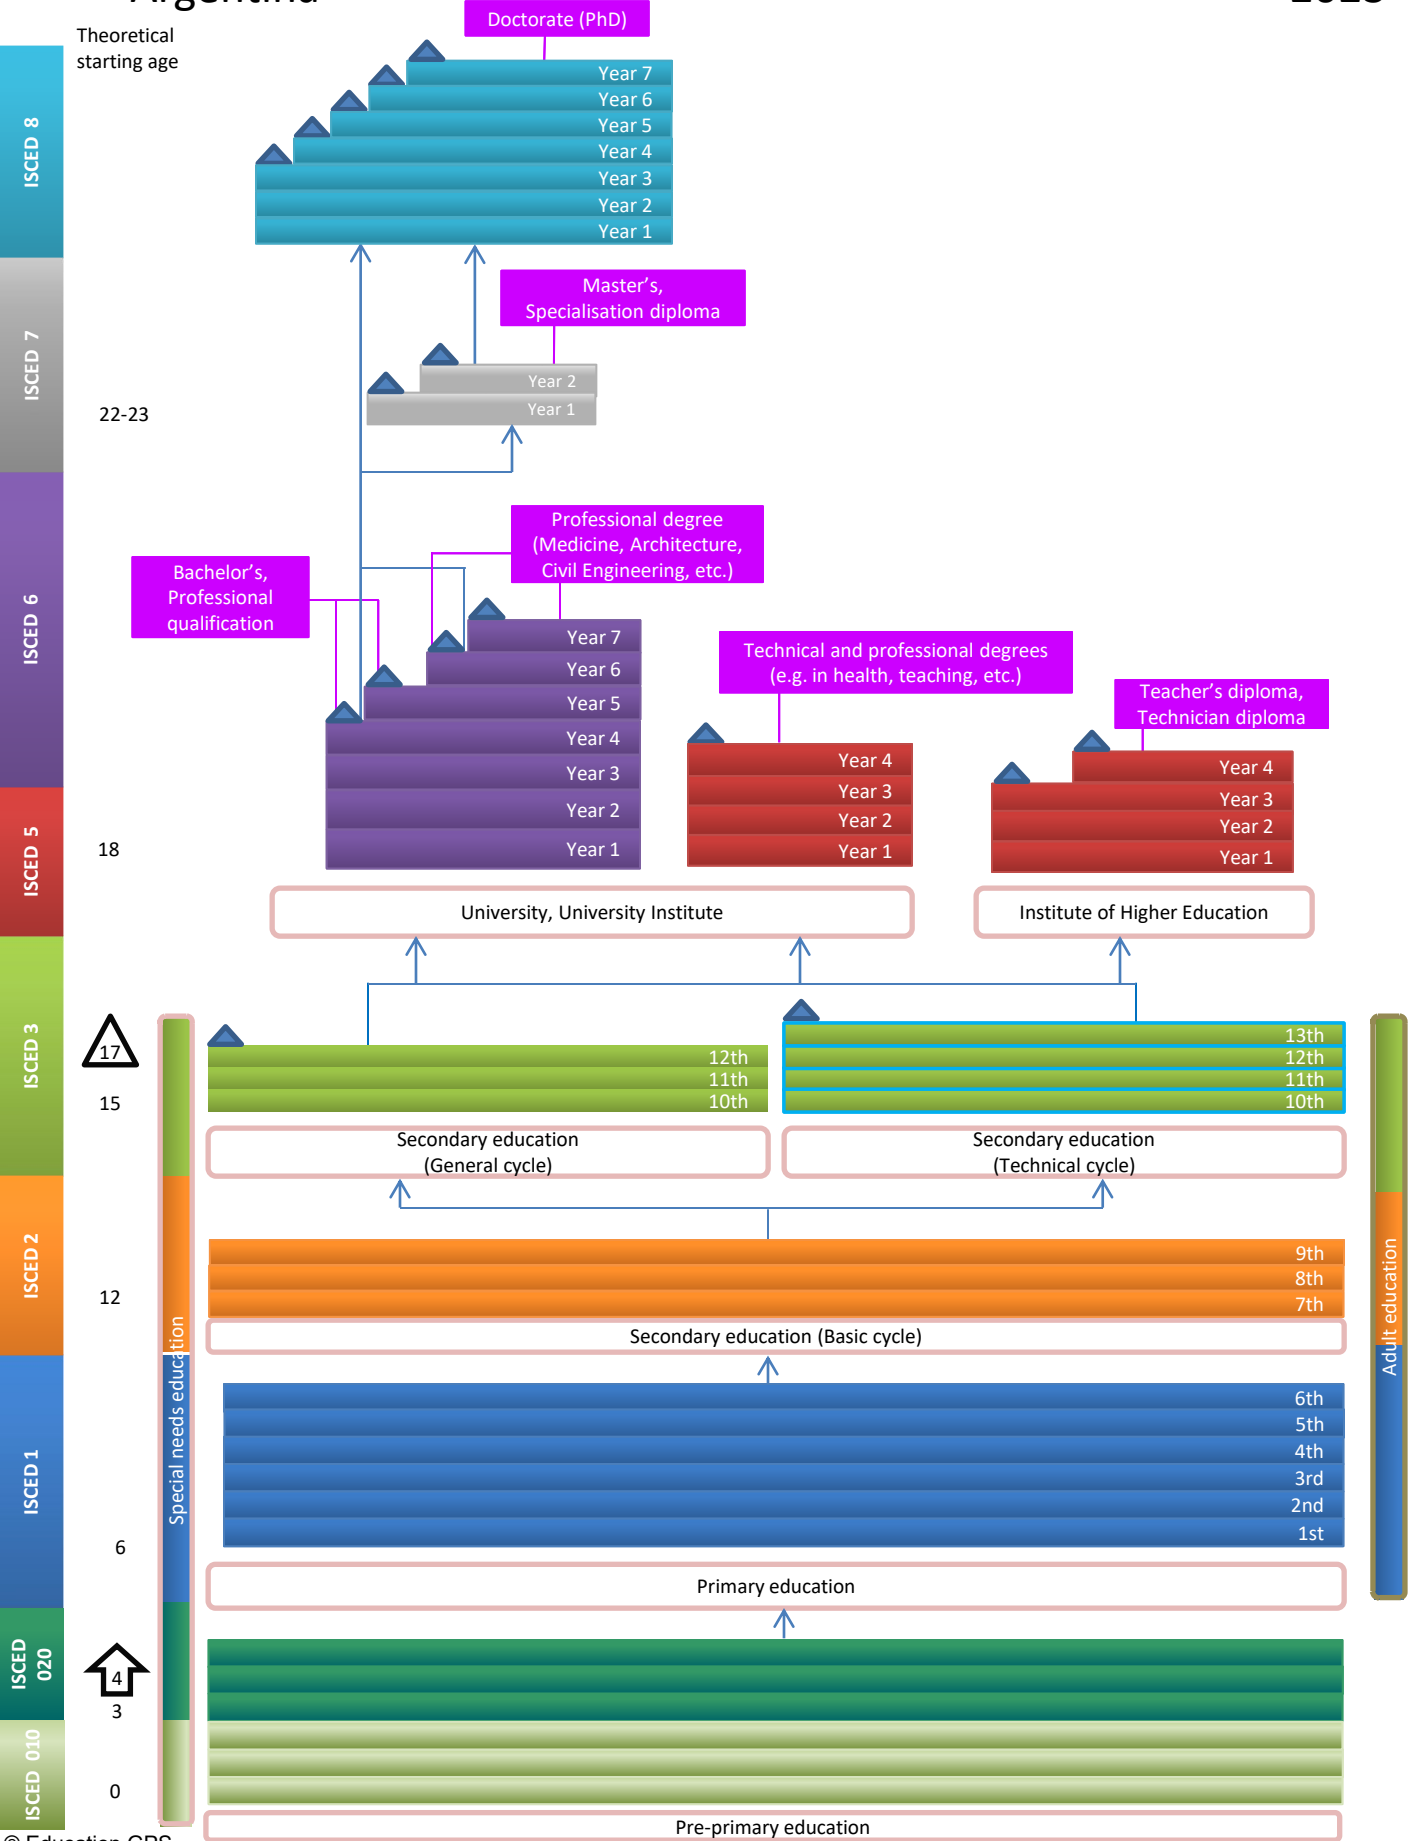 Argentina
Theoretical
starting age
Doctorate (PhD)
ISCED 8
Year 7
Year 6
Year 5
Year 4
Year 3
Year 2
Year 1
Master's,
Specialisation diploma
ISCED 7
Year 2
Year 1
22-23
Professional degree
(Medicine, Architecture,
Civil Engineering, etc.)
Bachelor's,
Professional
qualification
ISCED 6
Year 7
Year 6
Year 5
Year 4
Year 3
Year 2
Year 1
Technical and professional degrees
(e.g. in health, teaching, etc.)
Year 4
Year 3
Year 2
Year 1
Teacher's diploma,
Technician diploma
Year 4
Year 3
Year 2
Year 1
ISCED 5
18
University, University Institute
Institute of Higher Education
ISCED 3
17
15
12th
11th
10th
13th
12th
11th
10th
Secondary education
(General cycle)
Secondary education
(Technical cycle)
ISCED 2
12
9th
8th
7th
Secondary education (Basic cycle)
Special needs education
Adult education
ISCED 1
6
6th
5th
4th
3rd
2nd
1st
Primary education
ISCED
020
4
3
ISCED 010
0
Pre-primary education
© Education GPS